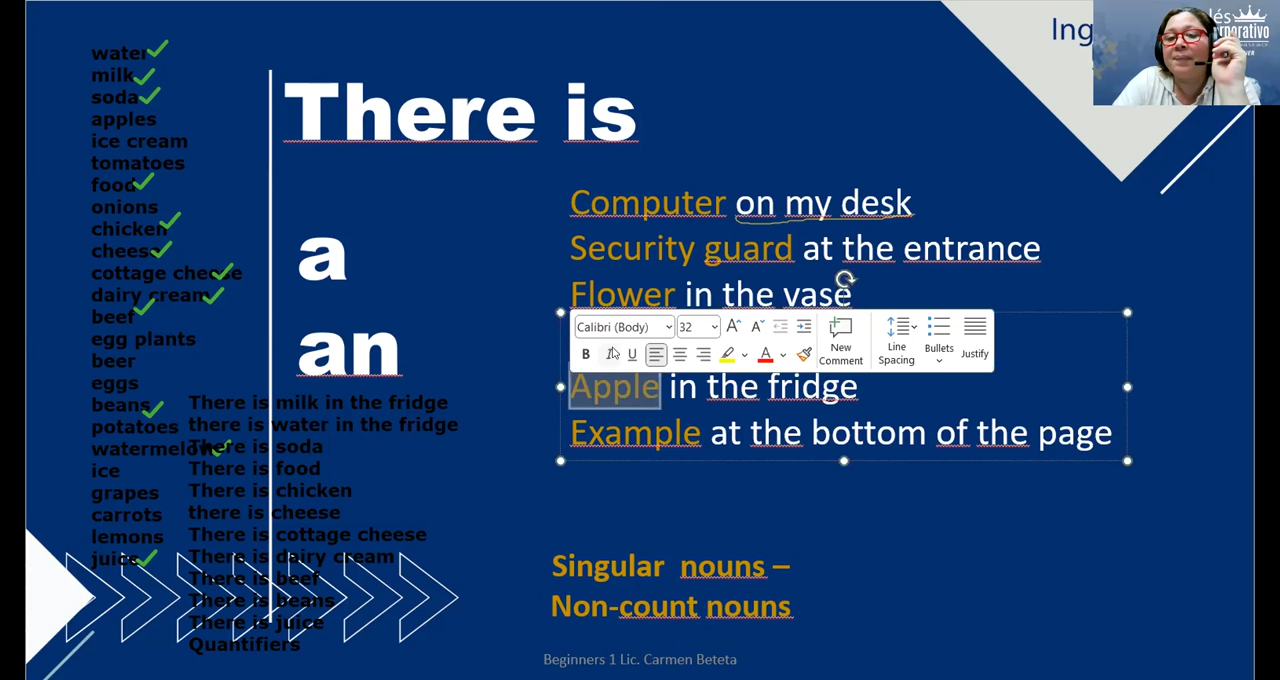 Ing
lés
rporativo
water
milk
soda
apples
ice cream
tomatoes
food
onions
chicken
cheese
cottage cheese
dairy cream
beef
egg plants
beer
eggs
beans
potatoes
watermelow
ice
grapes
carrots
lemons
juice
There is
a
an
Computer on my desk
Security guard at the entrance
Flower in the vase
Calibri (Body)
32
B I U
A
New
Comment
Line
Spacing
Bullets
Justify
Apple in the fridge
Example at the bottom of the page
There is milk in the fridge
there is water in the fridge
There is soda
There is food
There is chicken
there is cheese
There is cottage cheese
There is dairy cream
There is beef
There is beans
There is juice
Quantifiers
Singular nouns –
Non-count nouns
Beginners 1 Lic. Carmen Beteta